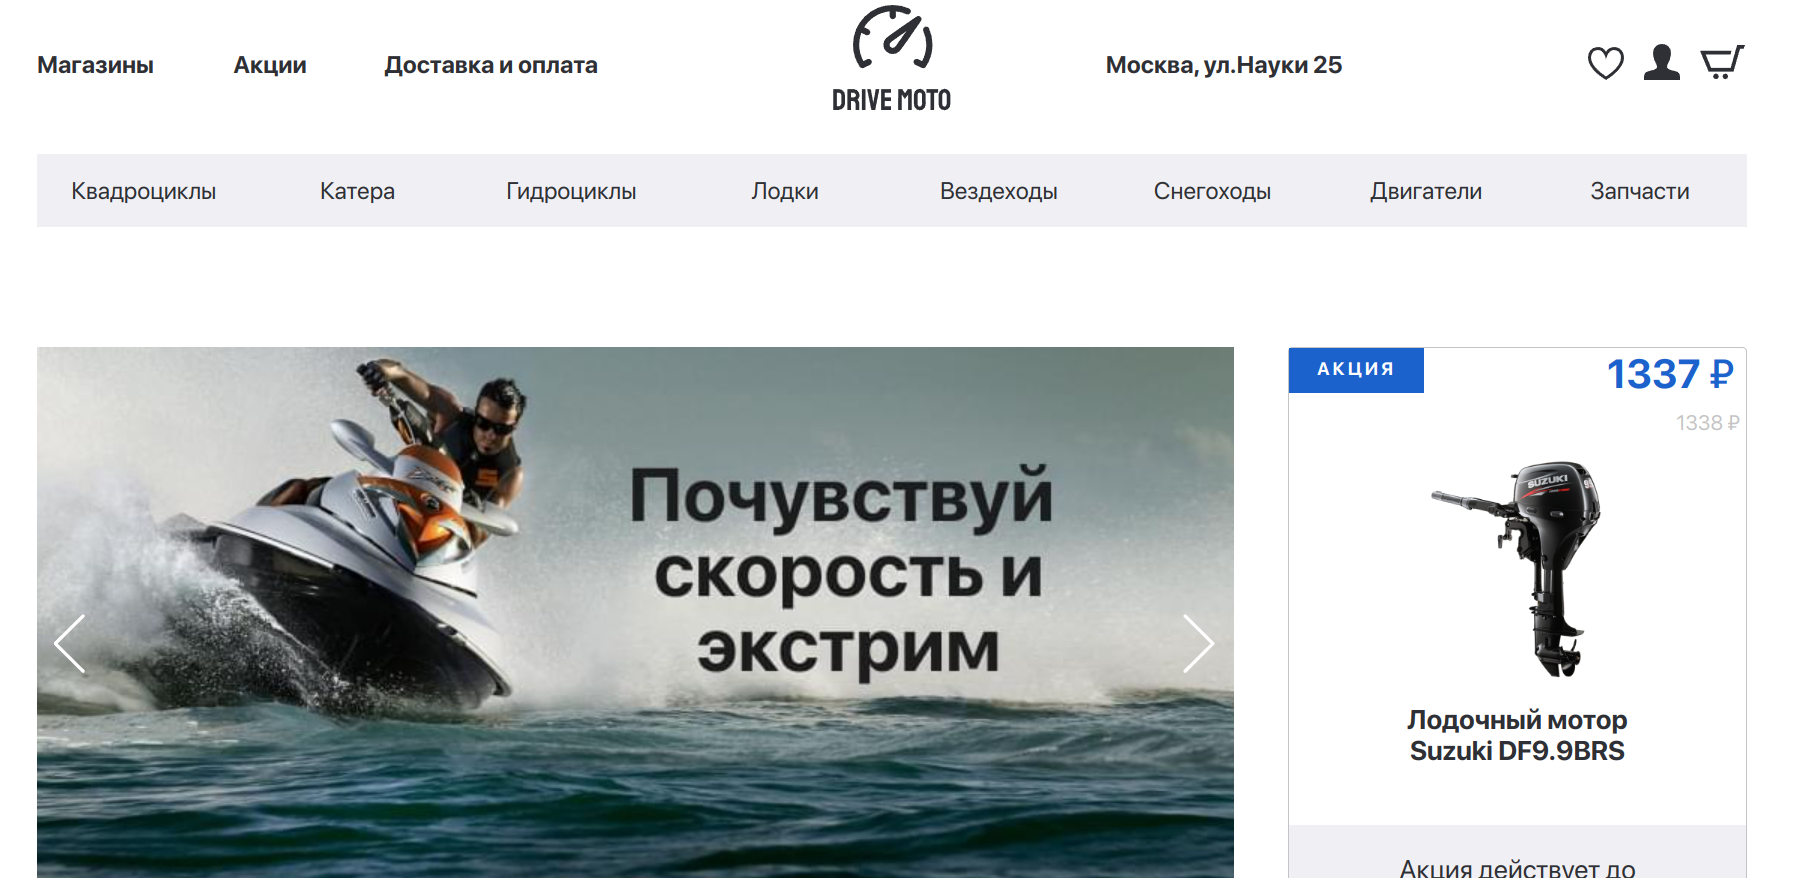 Магазины
Акции
Доставка и оплата
DRIVE MOTO
Москва, ул.Науки 25
Квадроциклы
Катера
Гидроциклы
Лодки
Вездеходы
Снегоходы
Двигатели
Запчасти
Почувствуй
скорость и
экстрим
АКЦИЯ
1337 ₽
1338 ₽
SUZUKI
Лодочный мотор
Suzuki DF9.9BRS
Акция действует до